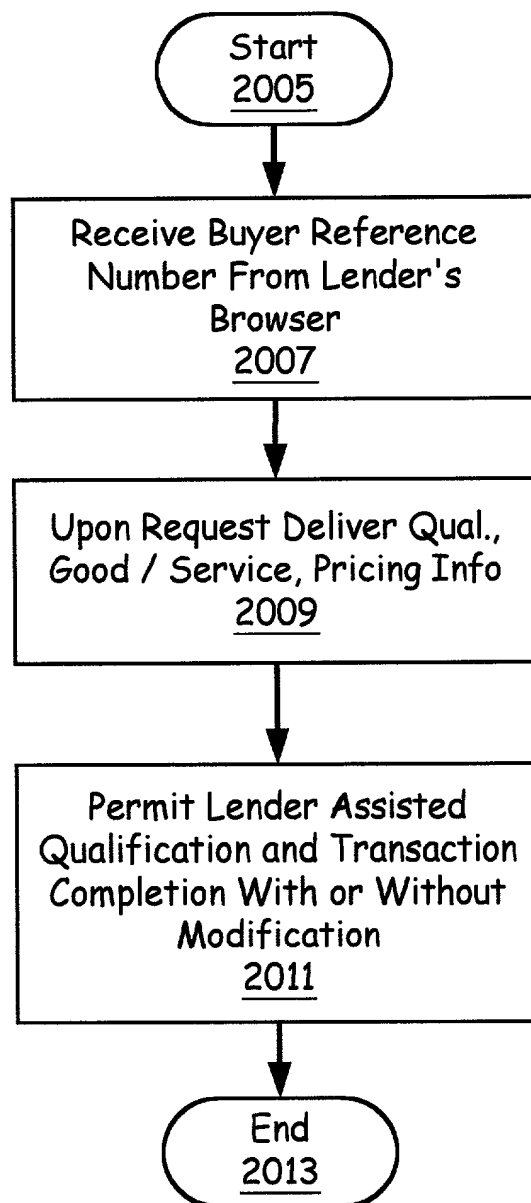 Start
2005
Receive Buyer Reference
Number From Lender's
Browser
2007
Upon Request Deliver Qual.,
Good / Service, Pricing Info
2009
Permit Lender Assisted
Qualification and Transaction
Completion With or Without
Modification
2011
End
2013